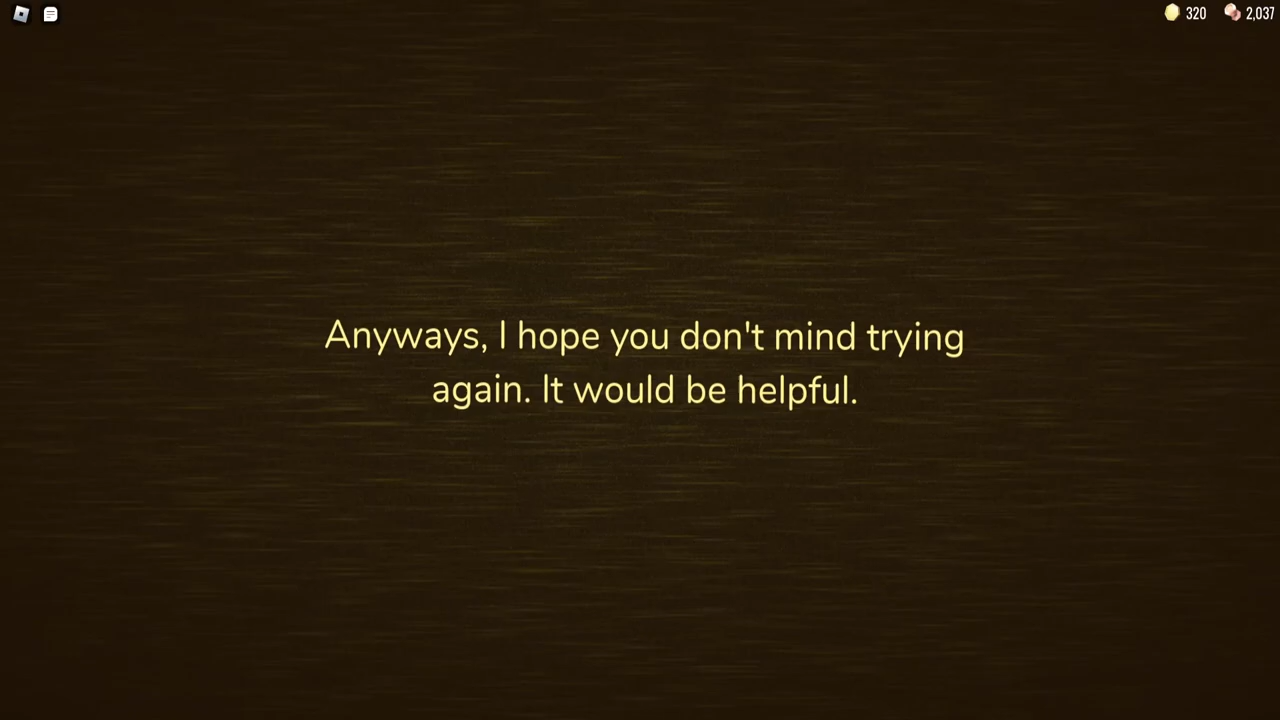 320 2,037
Anyways, I hope you don't mind trying
again. It would be helpful.